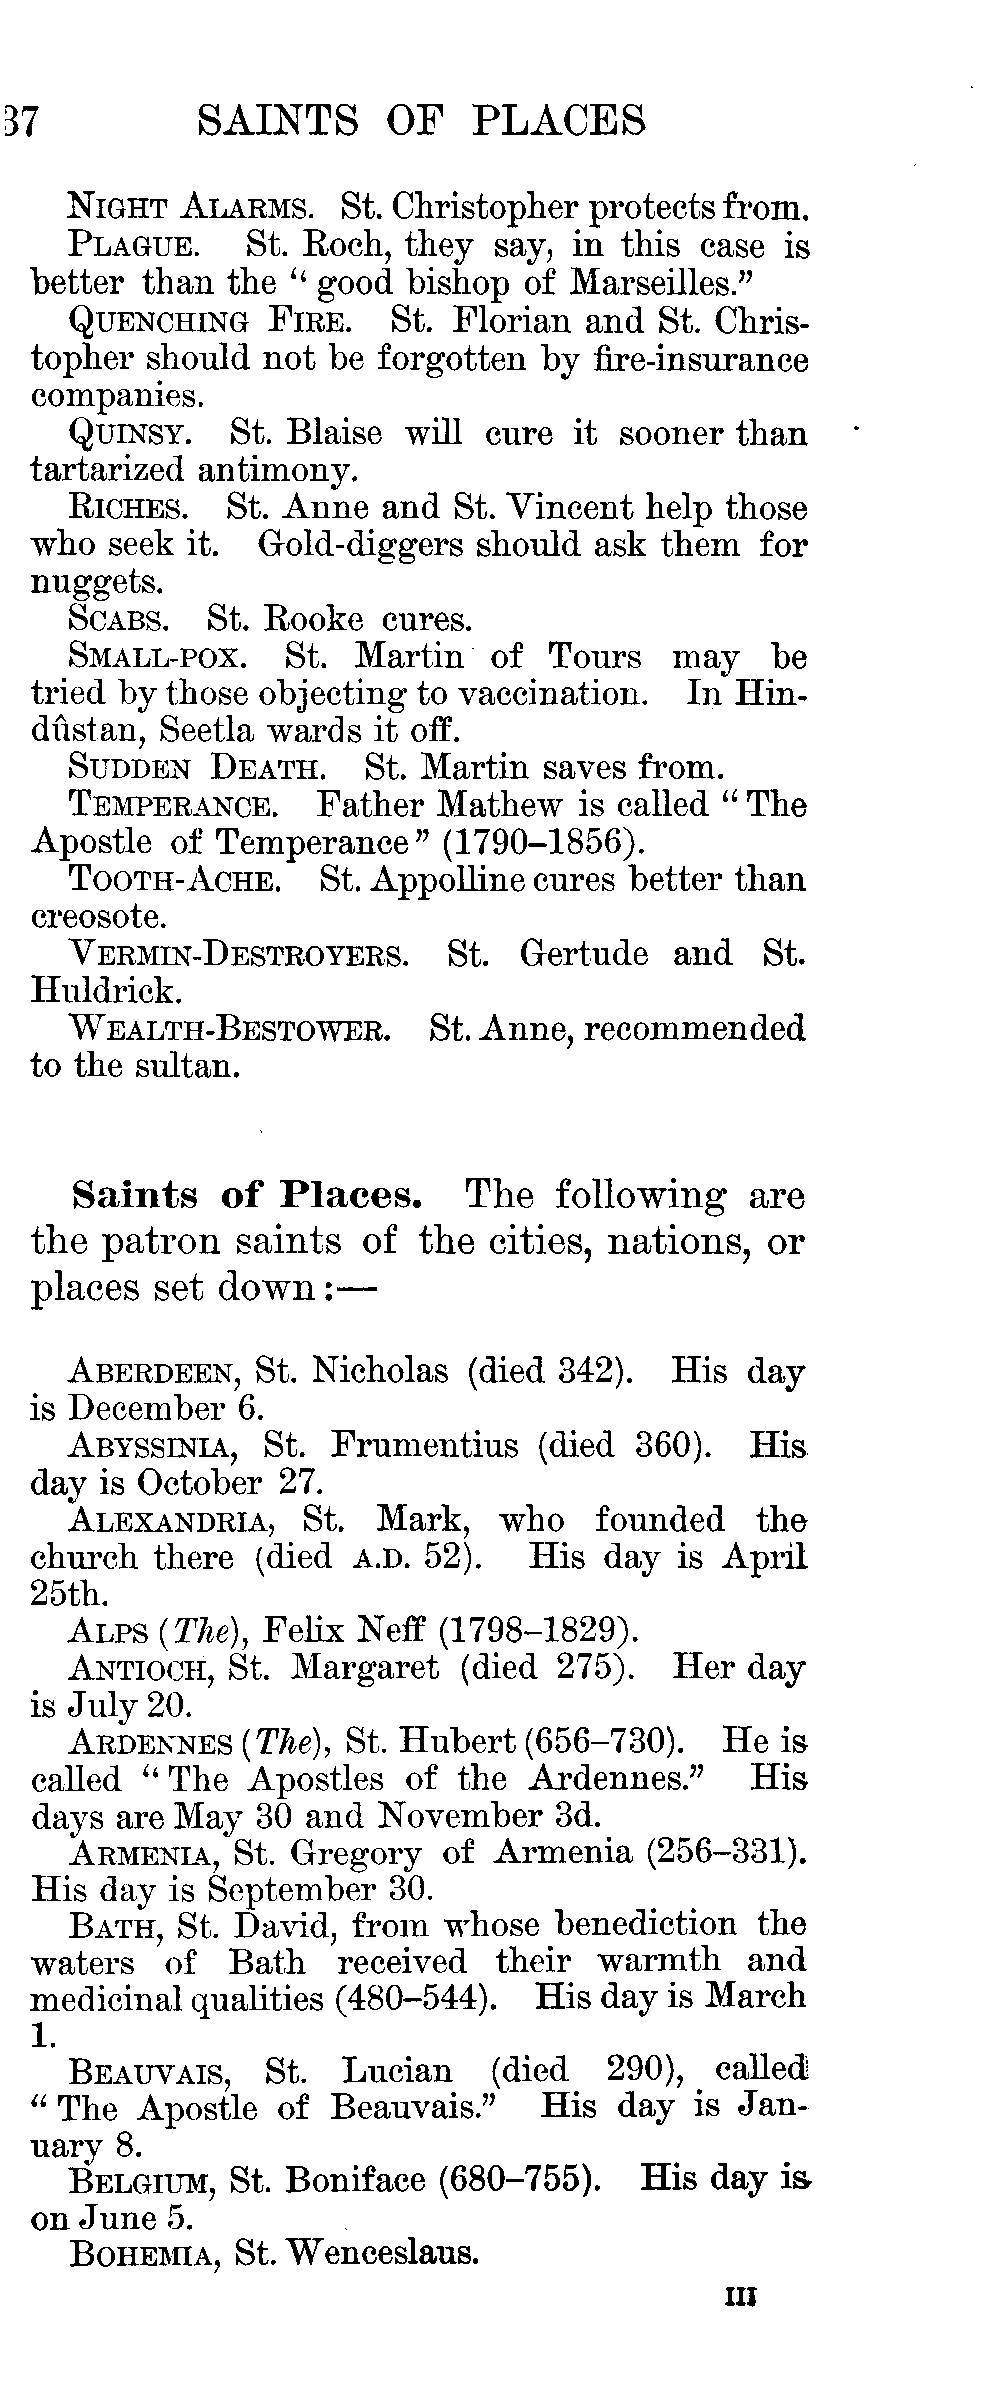 37 SAINTS OF PLACES
NIGHT ALARMS. St. Christopher protects from.
PLAGUE. St. Roch, they say, in this case is
better than the “ good bishop of Marseilles.”
QUENCHING FIRE. St. Florian and St. Chris-
topher should not be forgotten by fire-insurance
companies.
QUINSY. St. Blaise will cure it sooner than
tartarized antimony.
RICHES. St. Anne and St. Vincent help those
who seek it. Gold-diggers should ask them for
nuggets.
SCABS. St. Rooke cures.
SMALL-POX. St. Martin of Tours may be
tried by those objecting to vaccination. In Hin-
dûstan, Seetla wards it off.
SUDDEN DEATH. St. Martin saves from.
TEMPERANCE. Father Mathew is called “ The
Apostle of Temperance” (1790–1856).
TOOTH-ACHE. St. Appolline cures better than
creosote.
VERMIN-DESTROYERS. St. Gertude and St.
Huldrick.
WEALTH-BESTOWER. St. Anne, recommended
to the sultan.
Saints of Places. The following are
the patron saints of the cities, nations, or
places set down :—
ABERDEEN, St. Nicholas (died 342). His day
is December 6.
ABYSSINIA, St. Frumentius (died 360). His
day is October 27.
ALEXANDRIA, St. Mark, who founded the
church there (died A.D. 52). His day is April
25th.
ALPS (The), Felix Neff (1798–1829).
ANTIOCH, St. Margaret (died 275). Her day
is July 20.
ARDENNES (The), St. Hubert (656–730). He is
called “ The Apostles of the Ardennes.” His
days are May 30 and November 3d.
ARMENIA, St. Gregory of Armenia (256–331).
His day is September 30.
BATH, St. David, from whose benediction the
waters of Bath received their warmth and
medicinal qualities (480–544). His day is March
1.
BEAUVAIS, St. Lucian (died 290), called
“ The Apostle of Beauvais.” His day is Jan-
uary 8.
BELGIUM, St. Boniface (680–755). His day is
on June 5.
BOHEMIA, St. Wenceslaus.
III